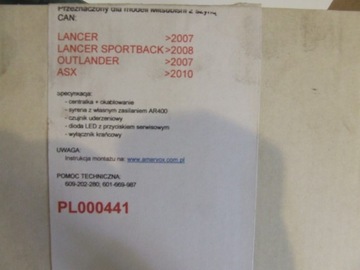 Przeznaczony dla modeli Mitsubishi z szyną
CAN:
LANCER >2007
LANCER SPORTBACK >2008
OUTLANDER >2007
ASX >2010
Specyfikacja:
- centralka + okablowanie
- syrena z własnym zasilaniem AR400
- czujnik uderzeniowy
- dioda LED z przyciskiem serwisowym
- wyłącznik krańcowy
UWAGA:
Instrukcja montażu na: www.amervox.com.pl
POMOC TECHNICZNA:
609-202-280, 601-669-987
PL000441